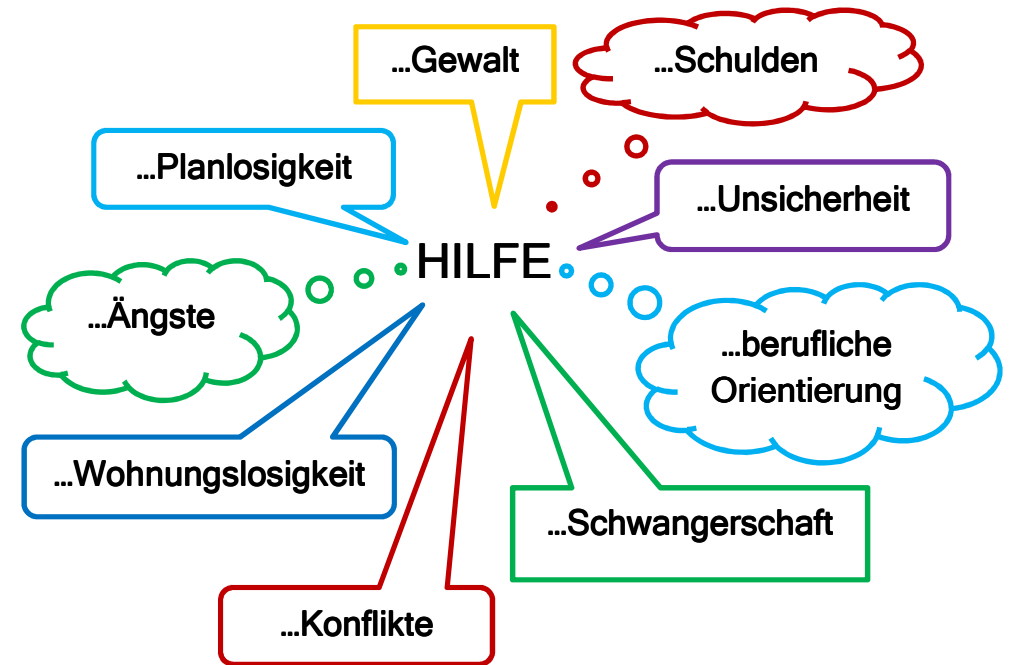 ...Gewalt
...Schulden
...Planlosigkeit
...Unsicherheit
HILFE
...Ängste
...berufliche
Orientierung
...Wohnungslosigkeit
...Schwangerschaft
...Konflikte